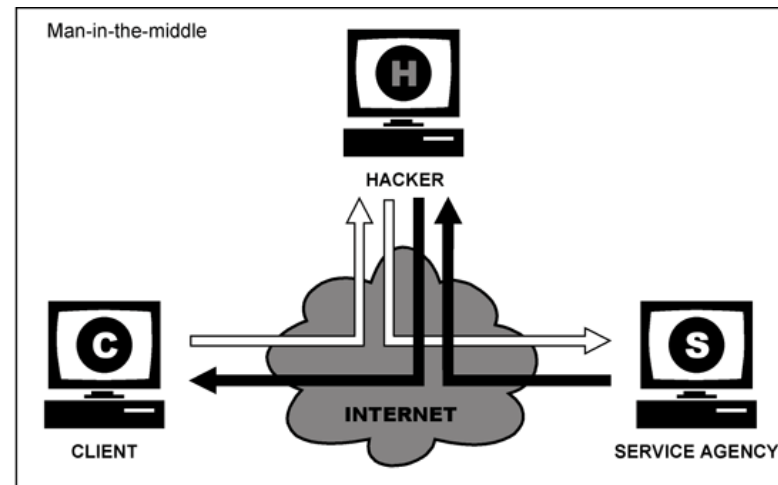 Man-in-the-middle
H
HACKER
C
S
INTERNET
CLIENT
SERVICE AGENCY